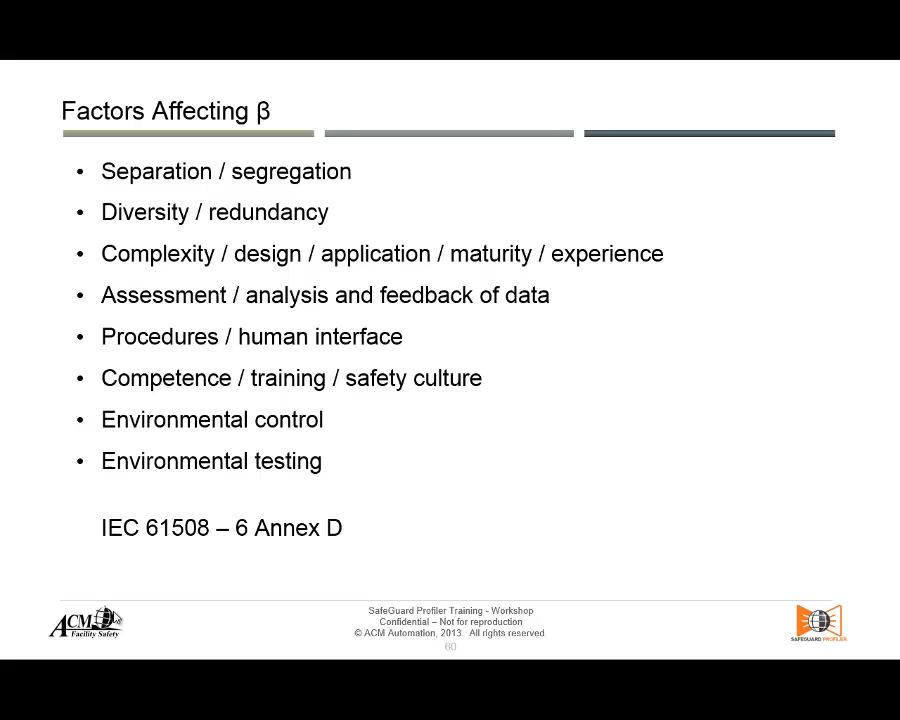 Factors Affecting β
• Separation / segregation
• Diversity / redundancy
• Complexity / design / application / maturity / experience
• Assessment / analysis and feedback of data
• Procedures / human interface
• Competence / training / safety culture
• Environmental control
• Environmental testing
IEC 61508 – 6 Annex D
ACM
Facility Safety
SafeGuard Profiler Training - Workshop
Confidential – Not for reproduction
© ACM Automation, 2013. All rights reserved.
60
SAFEGUARD PROFILER